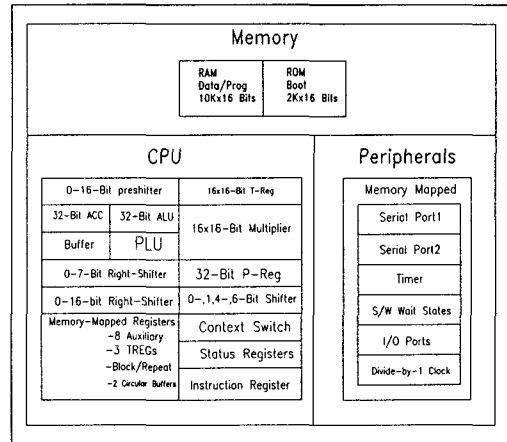 Memory
RAM
Data/Prog
10Kx16 Bits
ROM
Boot
2Kx16 Bits
CPU
0-16-Bit preshifter
16x16-Bit T-Reg
32-Bit ACC
32-Bit ALU
16x16-Bit Multiplier
Buffer
PLU
0-7-Bit Right-Shifter
32-Bit P-Reg
0-16-bit Right-Shifter
0-,1,4-,6-Bit Shifter
Memory-Mapped Registers
-8 Auxiliary
-3 TREGs
-Block/Repeat
-2 Circular Buffers
Context Switch
Status Registers
Instruction Register
Peripherals
Memory Mapped
Serial Port1
Serial Port2
Timer
S/W Wait States
I/O Ports
Divide-by-1 Clock